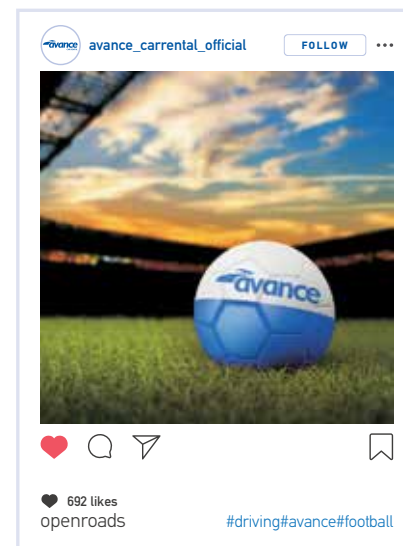 avance
avance_carrental_official
FOLLOW
avance
692 likes
openroads
#driving#avance#football